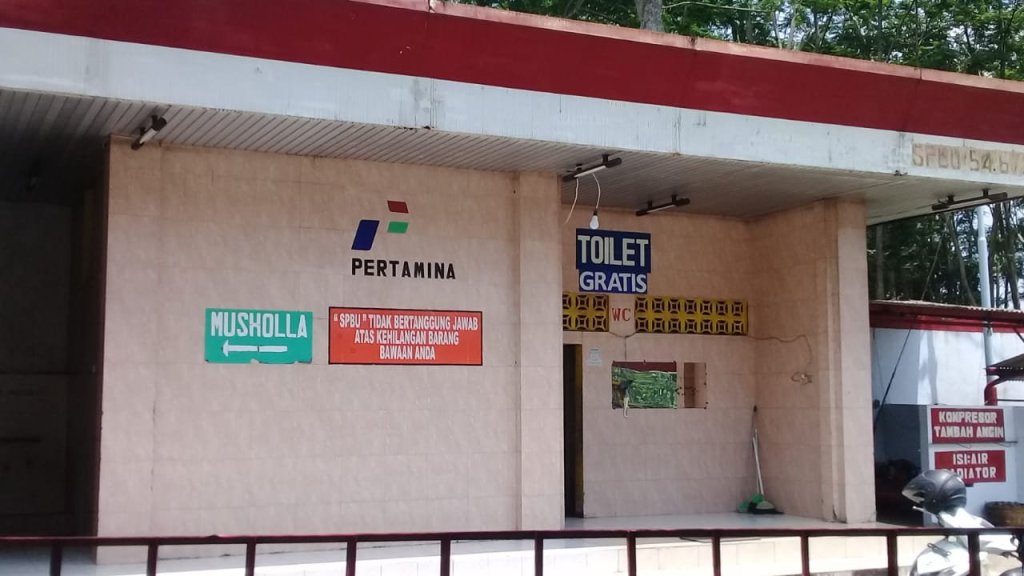 SPBU 54.6
PERTAMINA
TOILET
GRATIS
WC
MUSHOLLA
" SPBU " TIDAK BERTANGGUNG JAWAB
ATAS KEHILANGAN BARANG
BAWAAN ANDA
KOMPRESOR
TAMBAH ANGIN
ISI:AIR
RADIATOR